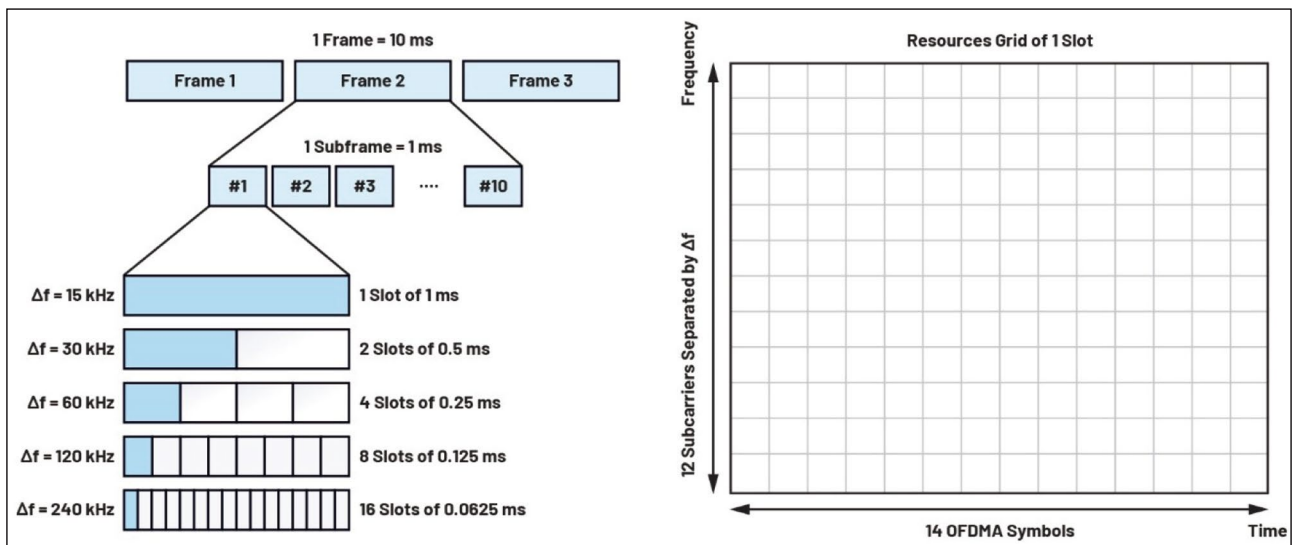 1 Frame = 10 ms
Frame 1
Frame 2
Frame 3
1 Subframe = 1 ms
#1
#2
#3
....
#10
Δf = 15 kHz
1 Slot of 1 ms
Δf = 30 kHz
2 Slots of 0.5 ms
Δf = 60 kHz
4 Slots of 0.25 ms
Δf = 120 kHz
8 Slots of 0.125 ms
Δf = 240 kHz
16 Slots of 0.0625 ms
Resources Grid of 1 Slot
Frequency
12 Subcarriers Separated by Δf
14 OFDMA Symbols
Time